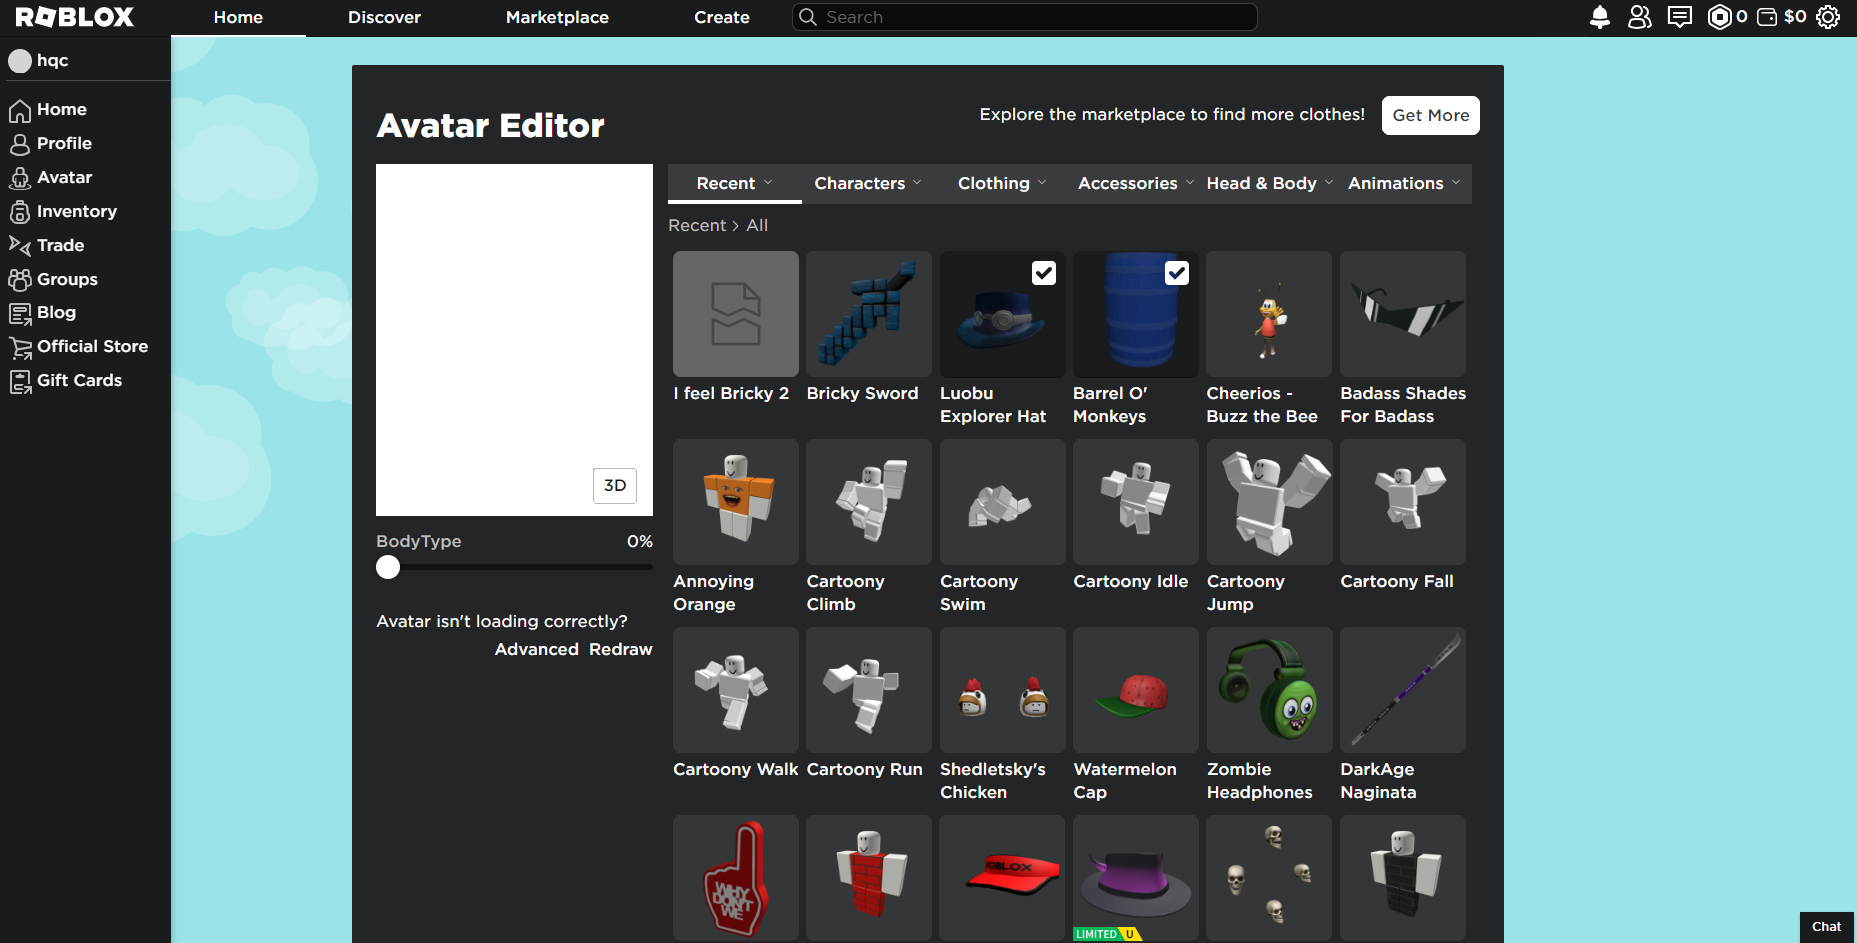 ROBLOX
Home
Discover
Marketplace
Create
Search
0
$0
hqc
Home
Profile
Avatar
Inventory
Trade
Groups
Blog
Official Store
Gift Cards
Avatar Editor
Explore the marketplace to find more clothes!
Get More
3D
BodyType
0%
Avatar isn't loading correctly?
Advanced Redraw
Recent
Characters
Clothing
Accessories
Head & Body
Animations
Recent > All
I feel Bricky 2
Bricky Sword
Luobu
Explorer Hat
Barrel O'
Monkeys
Cheerios -
Buzz the Bee
Badass Shades
For Badass
Annoying
Orange
Cartoony
Climb
Cartoony
Swim
Cartoony Idle
Cartoony
Jump
Cartoony Fall
Cartoony Walk
Cartoony Run
Shedletsky's
Chicken
Watermelon
Cap
Zombie
Headphones
DarkAge
Naginata
WHY
DON'T
WE
ROBLOX
LIMITED U
Chat